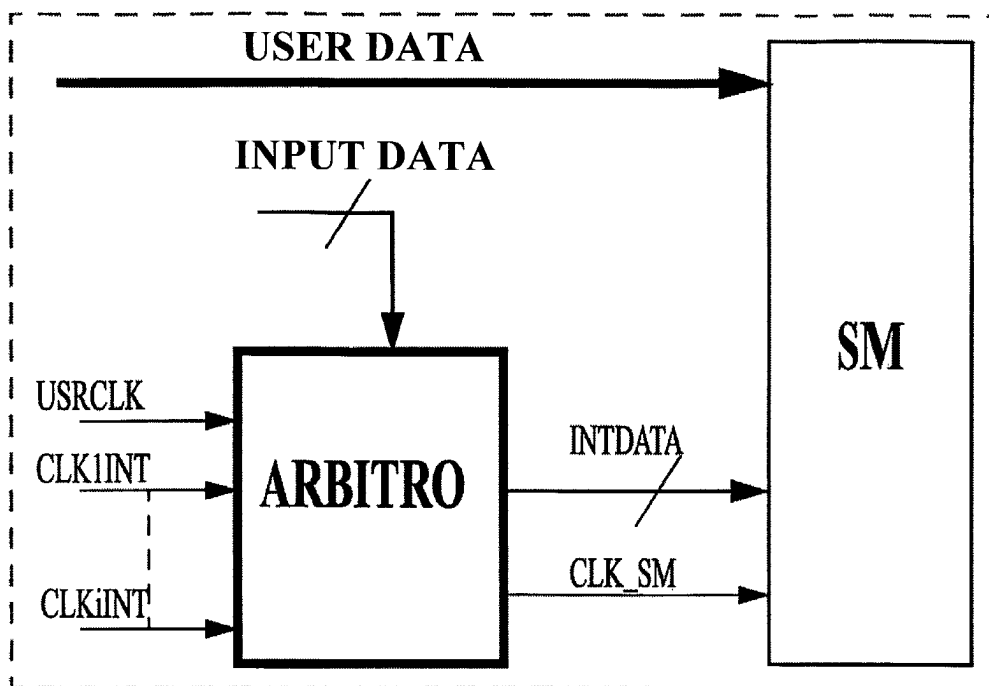 USER DATA
INPUT DATA
SM
USRCLK
CLK1INT
ARBITRO
INTDATA
CLK_SM
CLKiINT